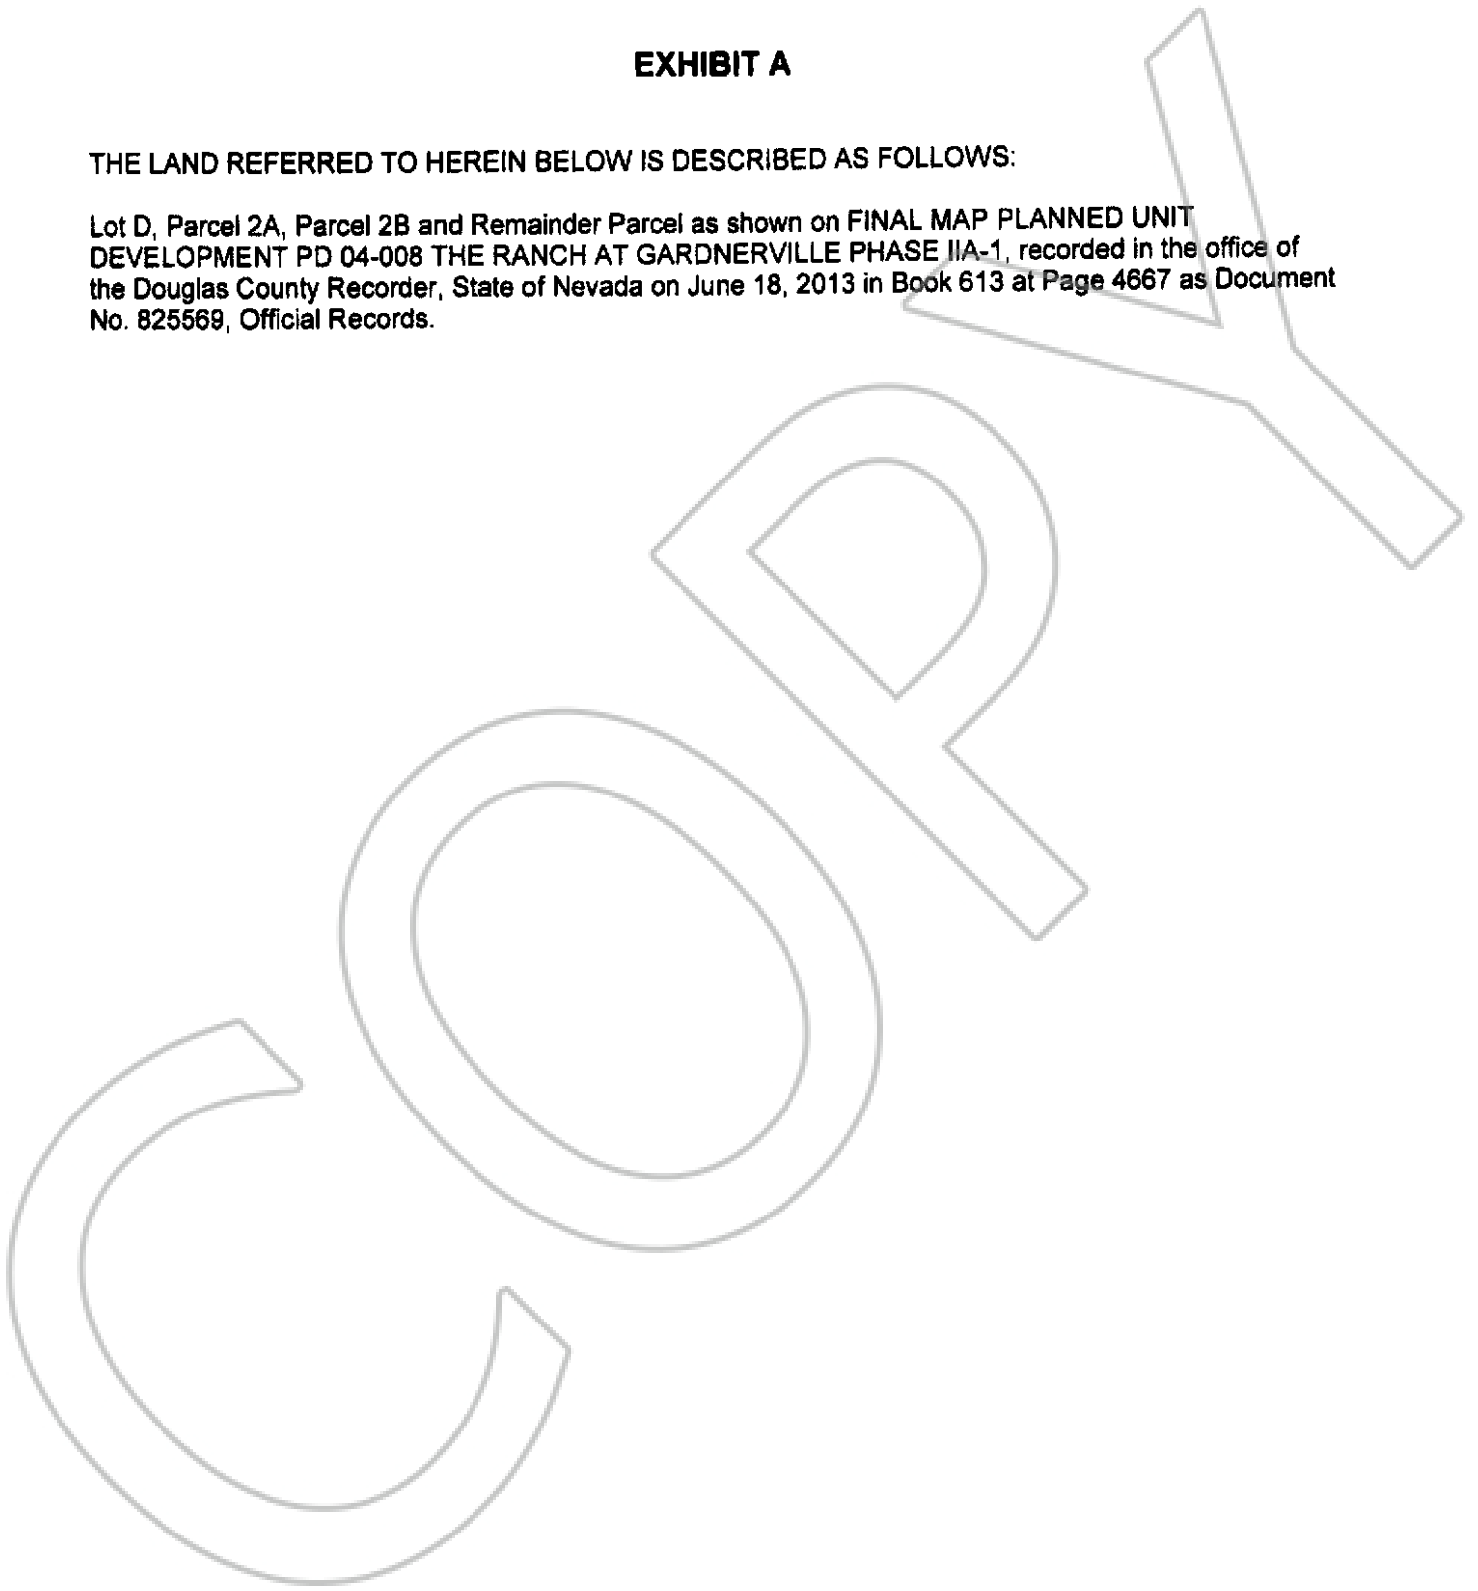 EXHIBIT A
THE LAND REFERRED TO HEREIN BELOW IS DESCRIBED AS FOLLOWS:
Lot D, Parcel 2A, Parcel 2B and Remainder Parcel as shown on FINAL MAP PLANNED UNIT
DEVELOPMENT PD 04-008 THE RANCH AT GARDNERVILLE PHASE IIA-1, recorded in the office of
the Douglas County Recorder, State of Nevada on June 18, 2013 in Book 613 at Page 4667 as Document
No. 825569, Official Records.
COPY